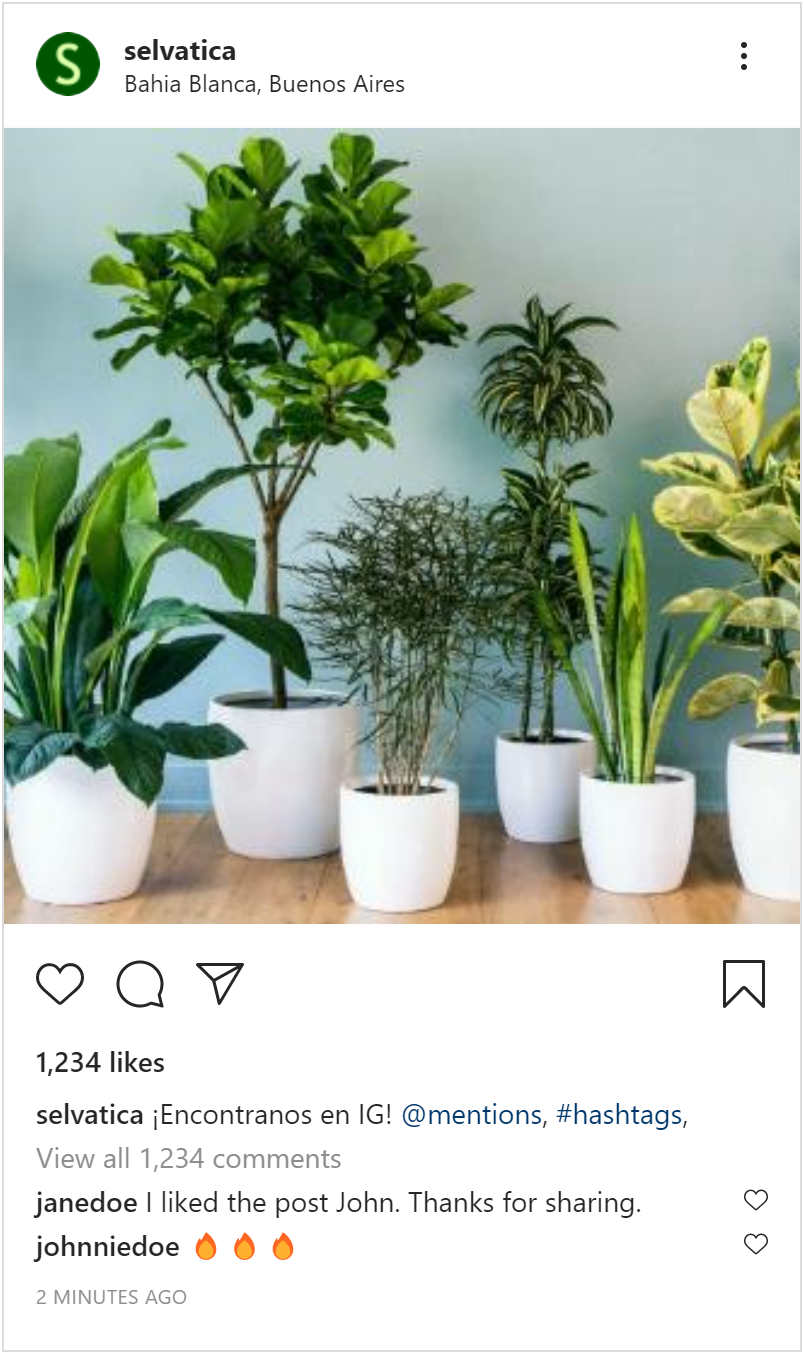 S
selvatica
Bahia Blanca, Buenos Aires
1,234 likes
selvatica ¡Encontranos en IG! @mentions, #hashtags,
View all 1,234 comments
janedoe I liked the post John. Thanks for sharing.
johnniedoe 🔥 🔥 🔥
2 MINUTES AGO